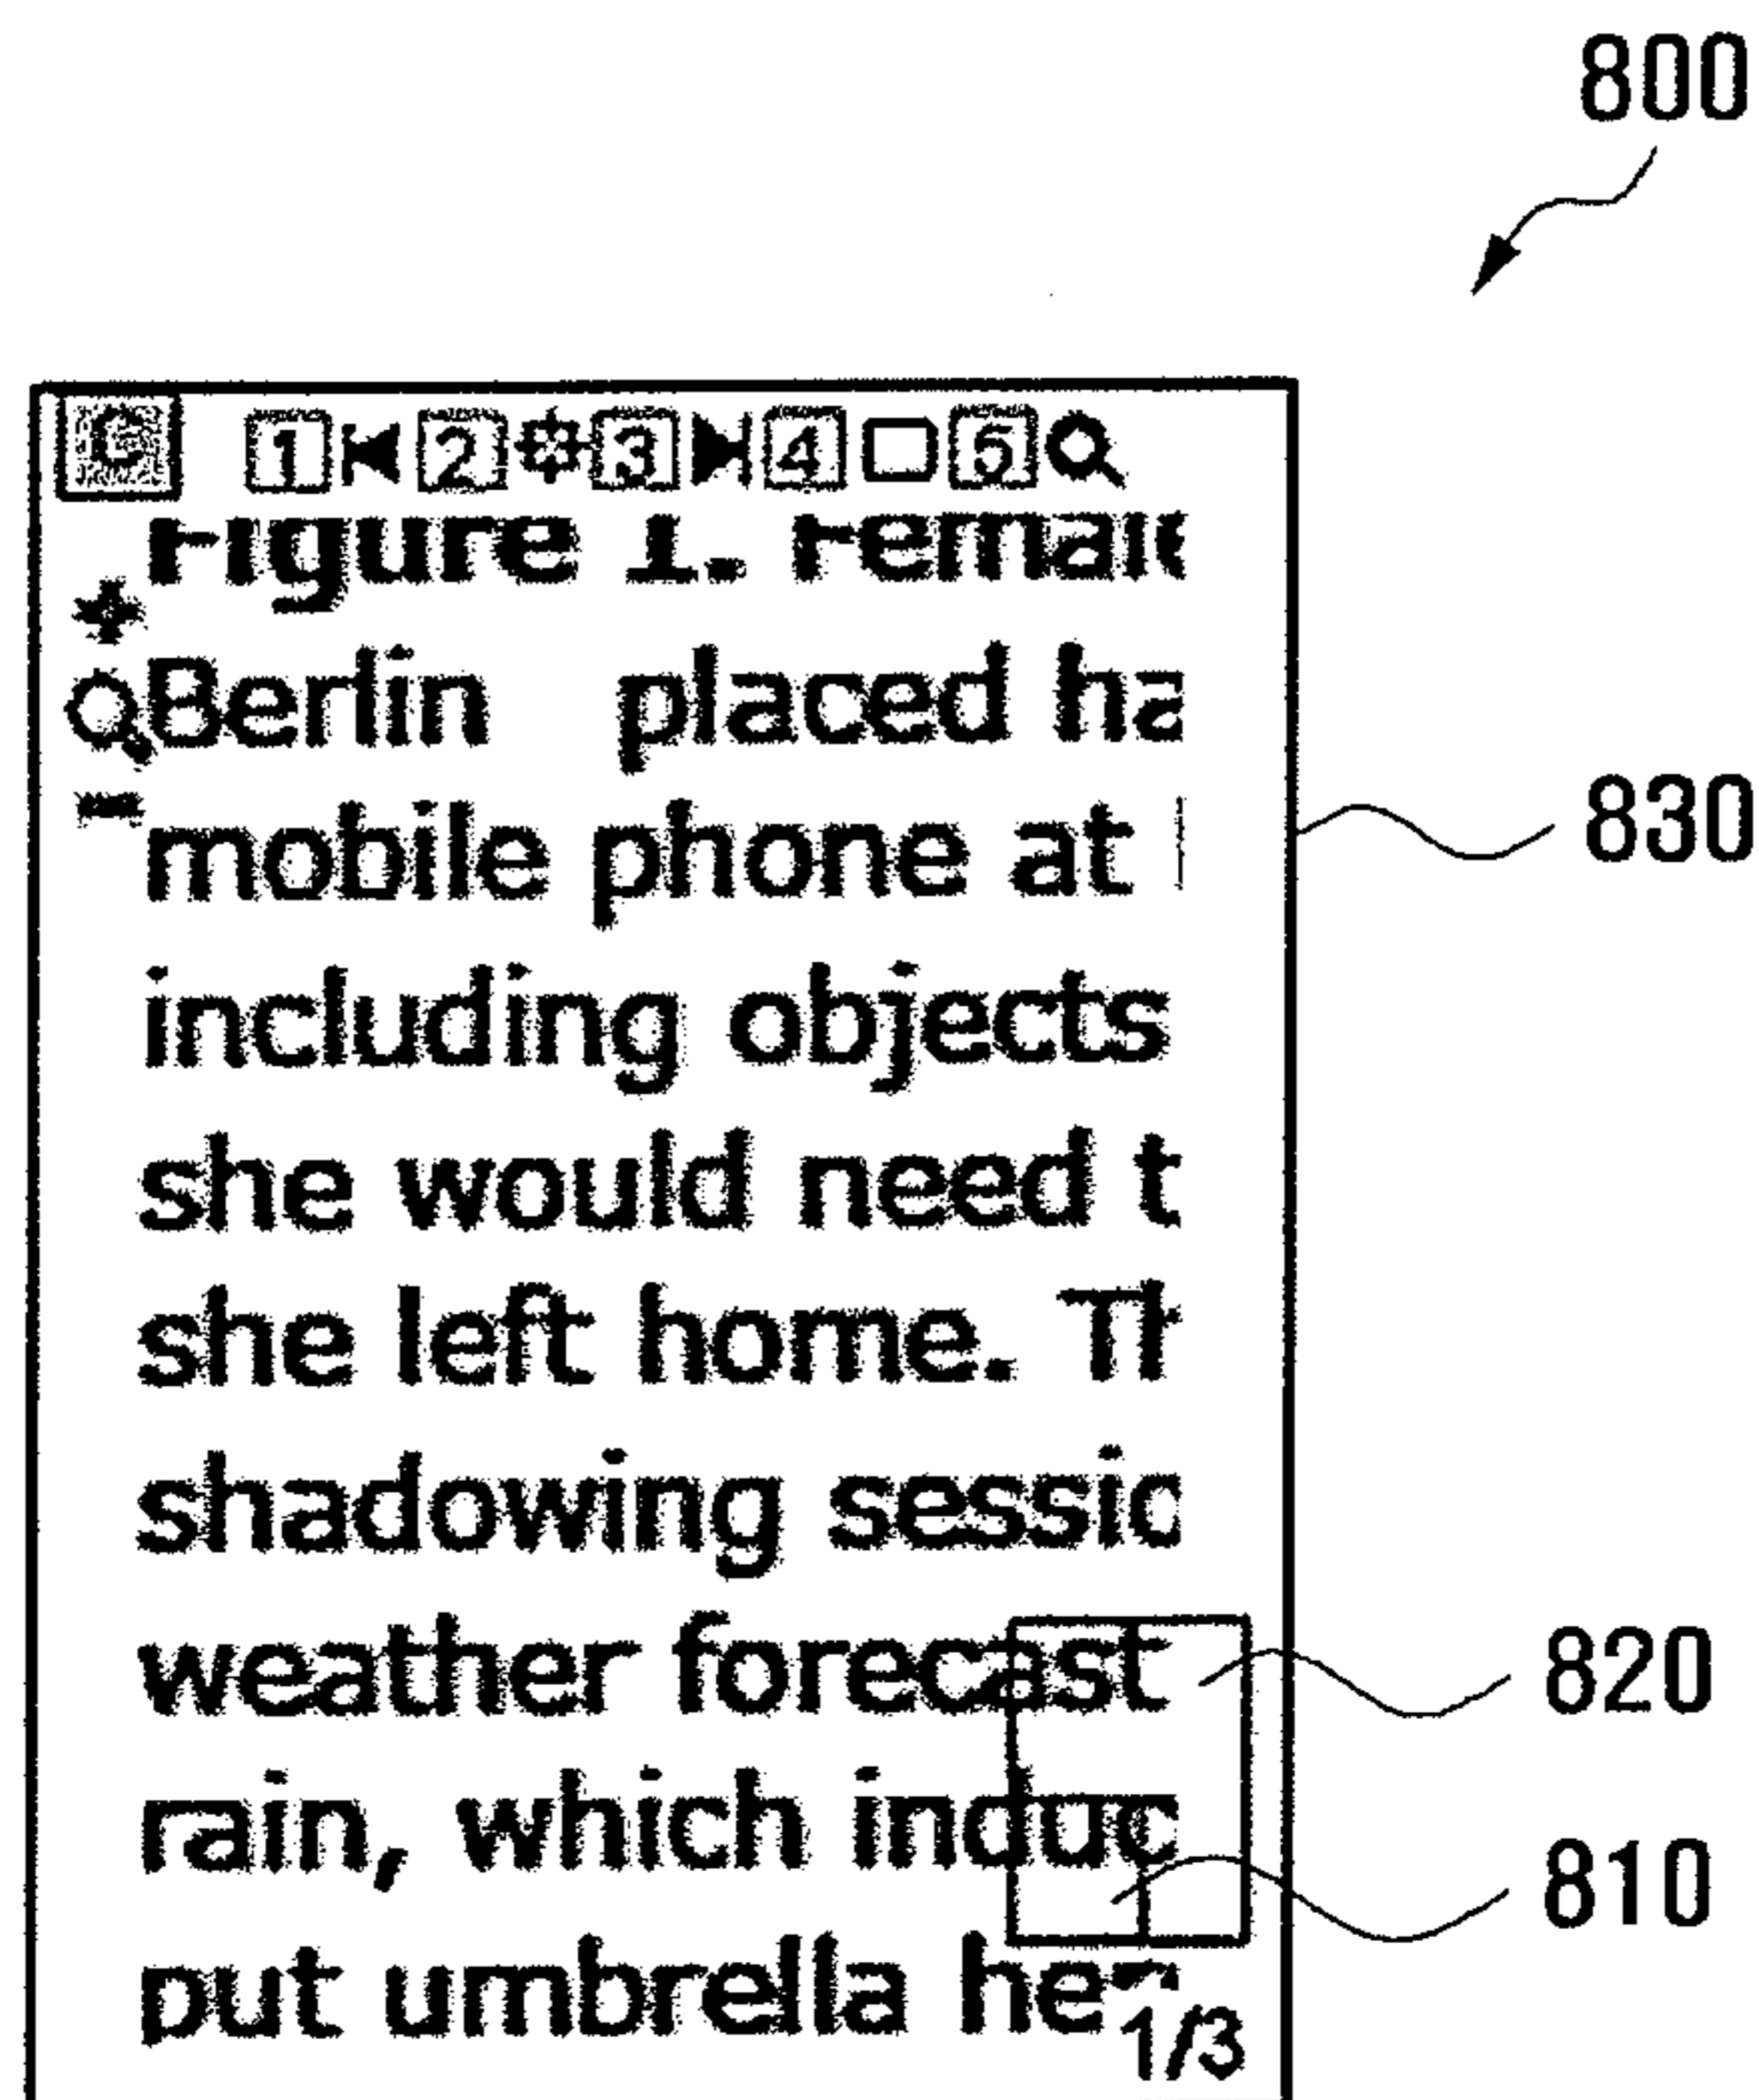 800
C 1 2 3 4 5
Figure 1. Female
Berlin placed ha
830
mobile phone at
including objects
she would need t
she left home. Th
shadowing sessio
weather forecast
820
rain, which induc
810
put umbrella her
1/3